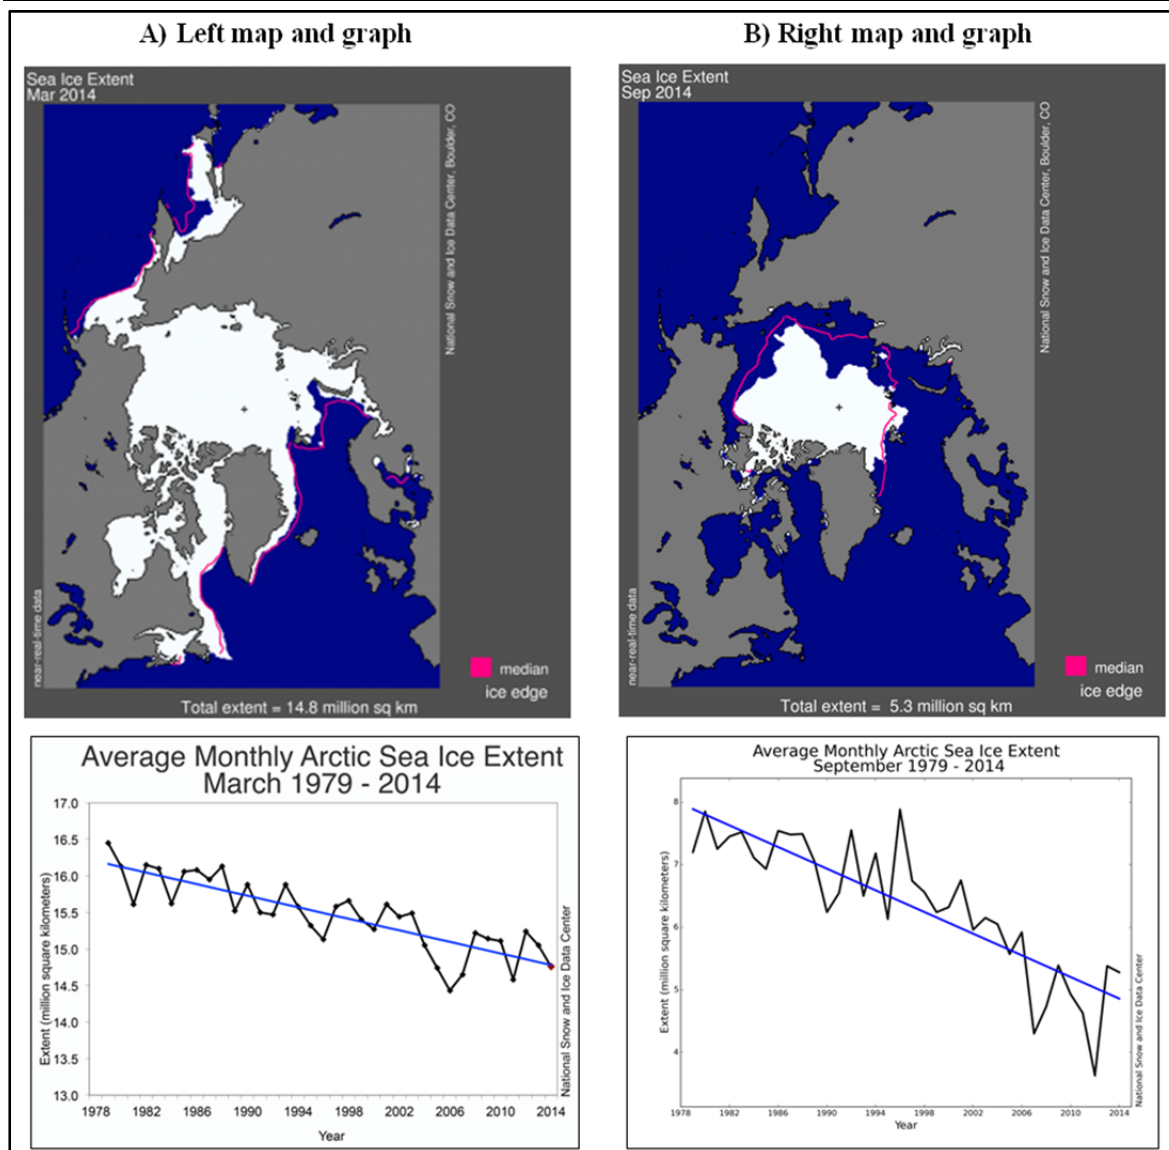 A) Left map and graph
Sea Ice Extent
Mar 2014
National Snow and Ice Data Center, Boulder, CO
near-real-time data
median
ice edge
Total extent = 14.8 million sq km
B) Right map and graph
Sea Ice Extent
Sep 2014
National Snow and Ice Data Center, Boulder, CO
near-real-time data
median
ice edge
Total extent = 5.3 million sq km
Average Monthly Arctic Sea Ice Extent
March 1979 - 2014
Extent (million square kilometers)
17.0
16.5
16.0
15.5
15.0
14.5
14.0
13.5
13.0
1978 1982 1986 1990 1994 1998 2002 2006 2010 2014
Year
National Snow and Ice Data Center
Average Monthly Arctic Sea Ice Extent
September 1979 - 2014
Extent (million square kilometers)
8
7
6
5
4
1978 1982 1986 1990 1994 1998 2002 2006 2010 2014
Year
National Snow and Ice Data Center